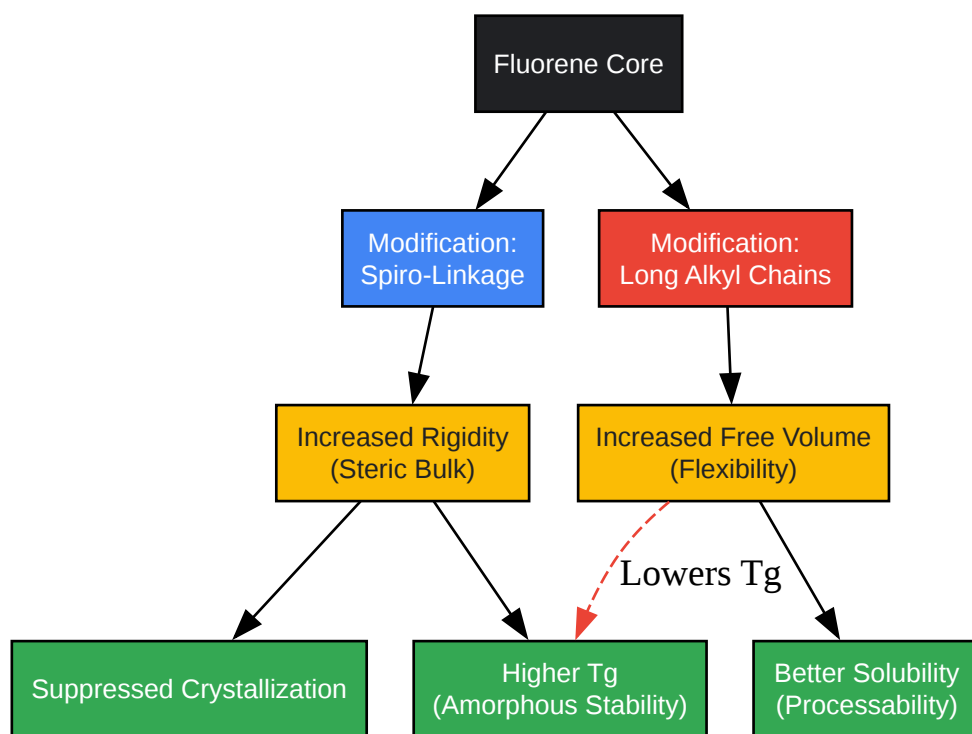 Fluorene Core
Modification:
Spiro-Linkage
Modification:
Long Alkyl Chains
Increased Rigidity
(Steric Bulk)
Increased Free Volume
(Flexibility)
Lowers Tg
Suppressed Crystallization
Higher Tg
(Amorphous Stability)
Better Solubility
(Processability)